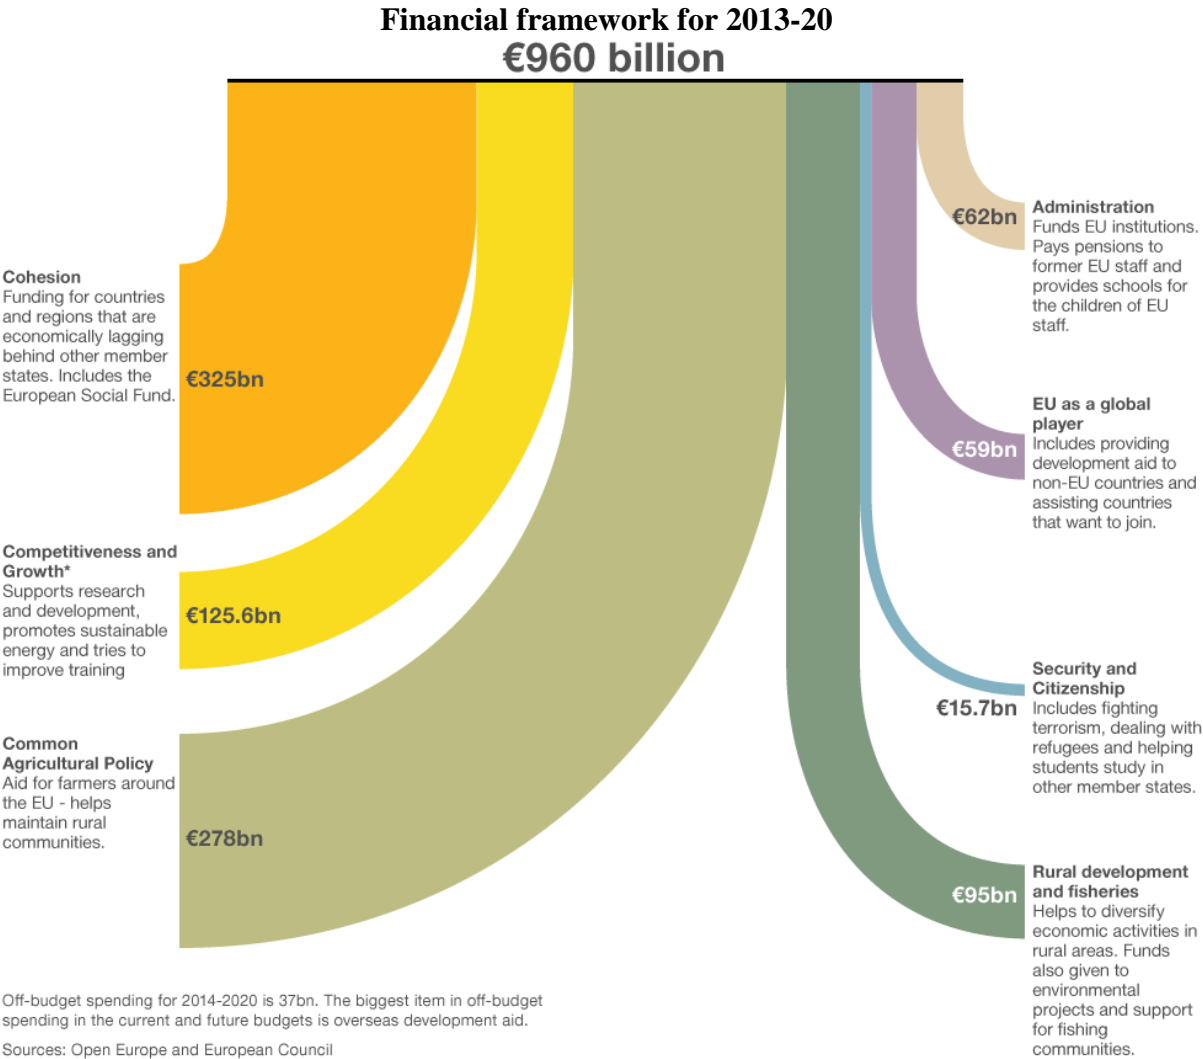 Financial framework for 2013-20
€960 billion
Cohesion
Funding for countries
and regions that are
economically lagging
behind other member
states. Includes the
European Social Fund.
€325bn
Competitiveness and
Growth*
Supports research
and development,
promotes sustainable
energy and tries to
improve training
€125.6bn
Common
Agricultural Policy
Aid for farmers around
the EU - helps
maintain rural
communities.
€278bn
€62bn
Administration
Funds EU institutions.
Pays pensions to
former EU staff and
provides schools for
the children of EU
staff.
€59bn
EU as a global
player
Includes providing
development aid to
non-EU countries and
assisting countries
that want to join.
€15.7bn
Security and
Citizenship
Includes fighting
terrorism, dealing with
refugees and helping
students study in
other member states.
€95bn
Rural development
and fisheries
Helps to diversify
economic activities in
rural areas. Funds
also given to
environmental
projects and support
for fishing
communities.
Off-budget spending for 2014-2020 is 37bn. The biggest item in off-budget
spending in the current and future budgets is overseas development aid.
Sources: Open Europe and European Council